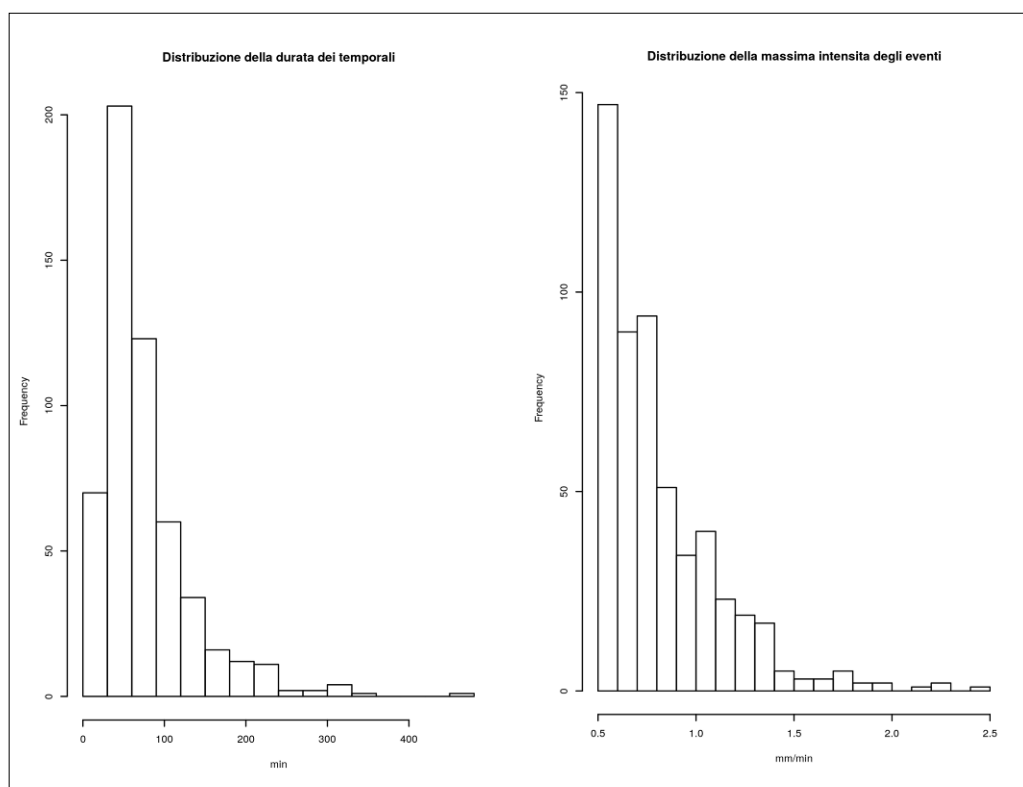 Distribuzione della durata dei temporali
Frequency
200
150
100
50
0
0 100 200 300 400
min
Distribuzione della massima intensita degli eventi
Frequency
150
100
50
0
0.5 1.0 1.5 2.0 2.5
mm/min